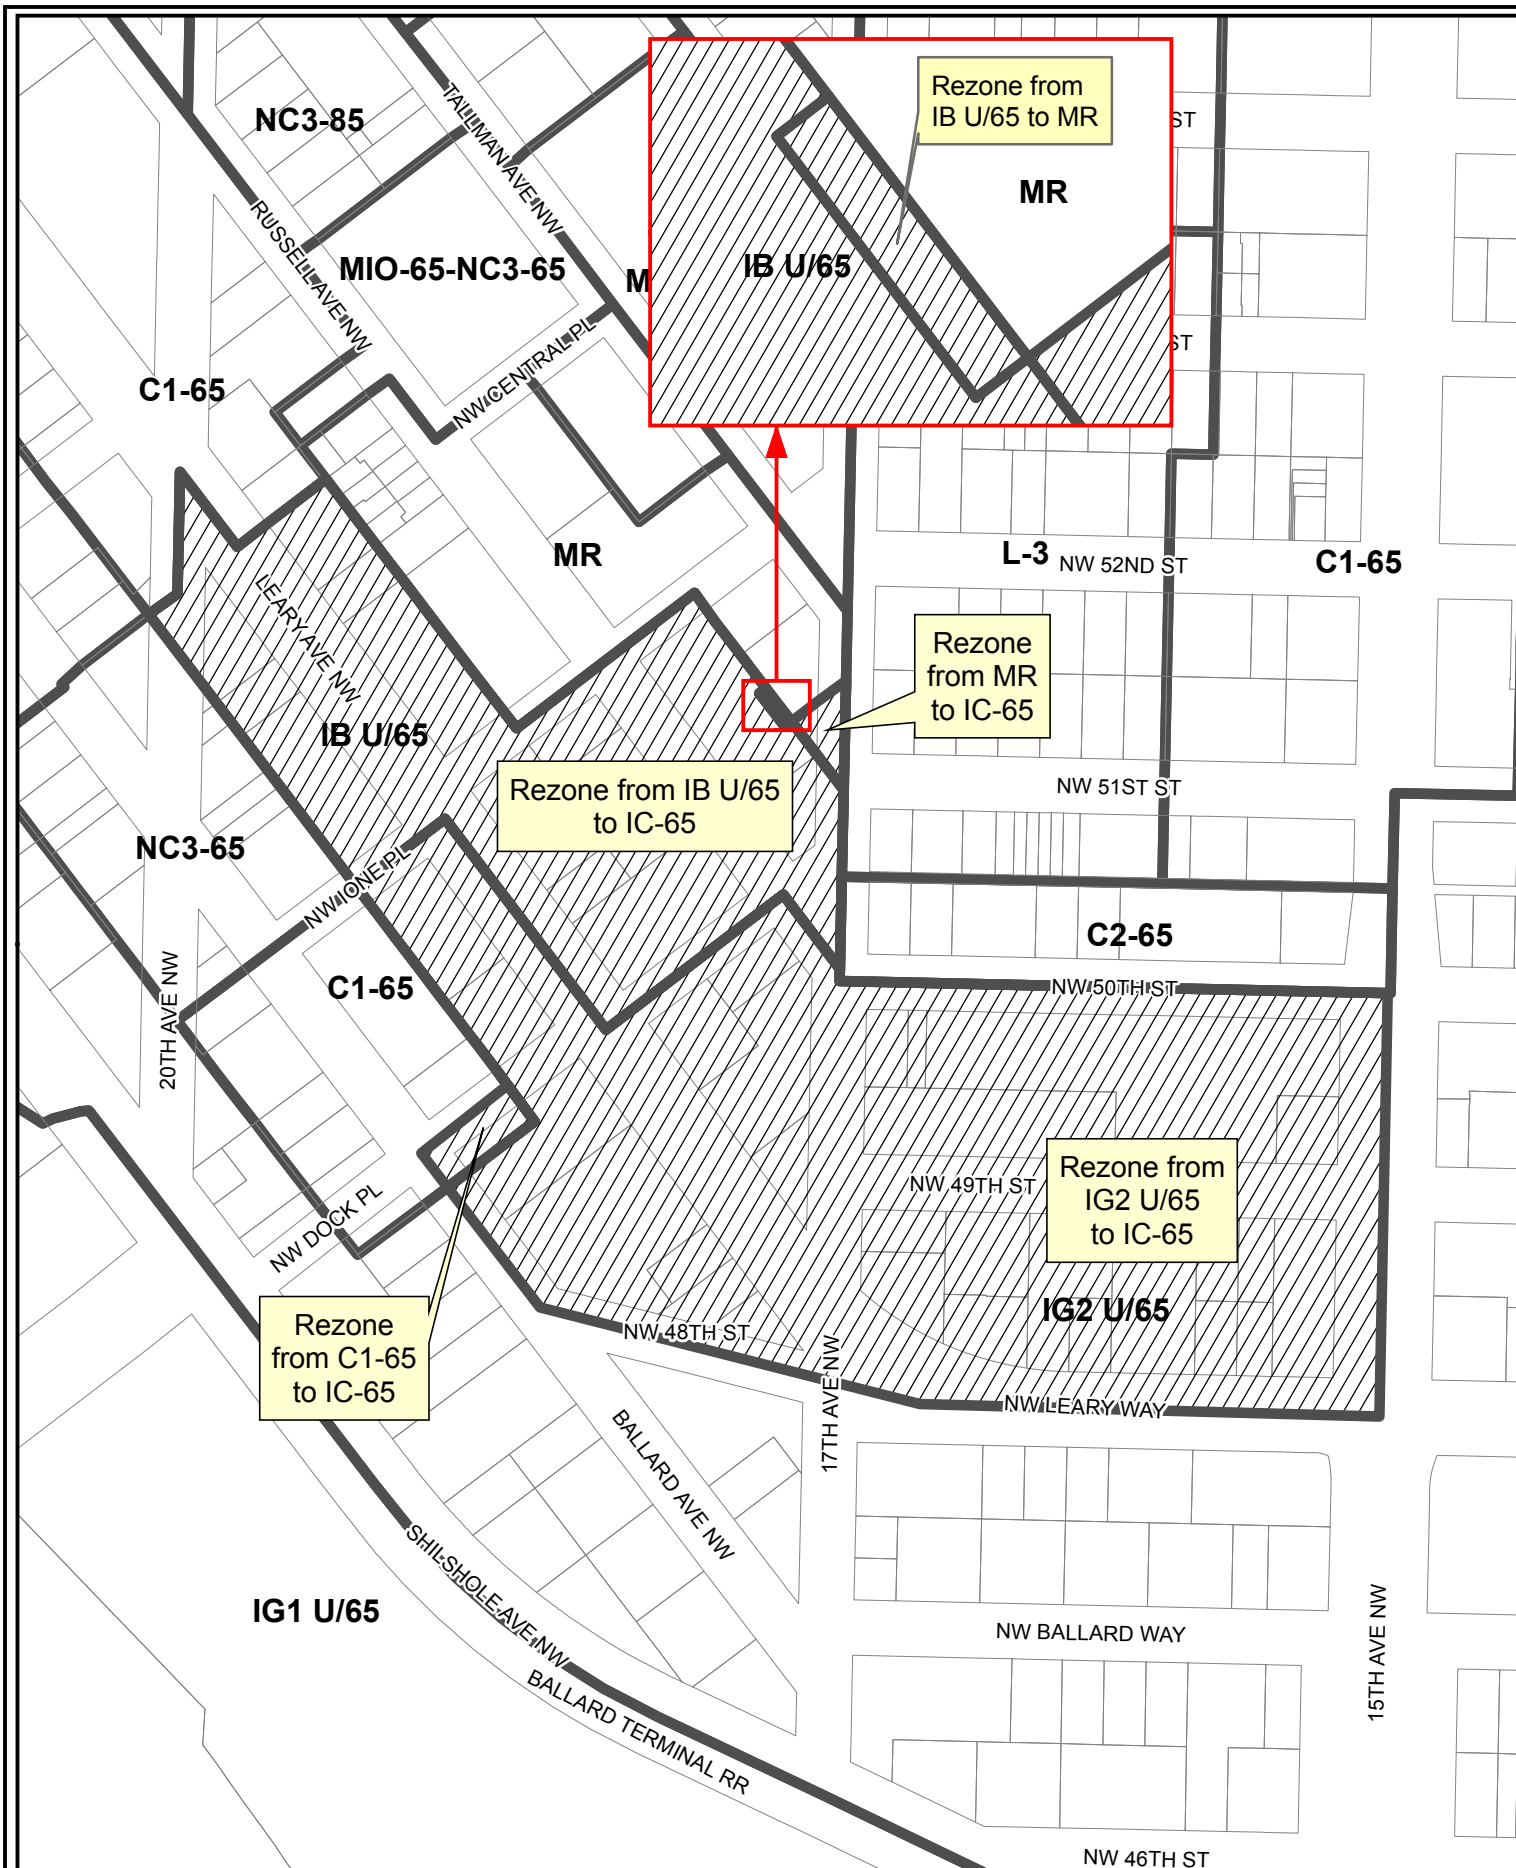 NC3-85
TALLMAN AVE NW
RUSSELL AVE NW
MIO-65-NC3-65
M
Rezone from
IB U/65 to MR
MR
IB U/65
ST
ST
C1-65
NW CENTRAL PL
MR
L-3
NW 52ND ST
C1-65
LEARY AVE NW
IB U/65
Rezone
from MR
to IC-65
Rezone from IB U/65
to IC-65
NW 51ST ST
NC3-65
NW IONE PL
C2-65
C1-65
NW 50TH ST
20TH AVE NW
NW 49TH ST
Rezone from
IG2 U/65
to IC-65
IG2 U/65
NW DOCK PL
Rezone
from C1-65
to IC-65
NW 48TH ST
17TH AVE NW
NW LEARY WAY
BALLARD AVE NW
SHILSHOLE AVE NW
IG1 U/65
BALLARD TERMINAL RR
NW BALLARD WAY
15TH AVE NW
NW 46TH ST